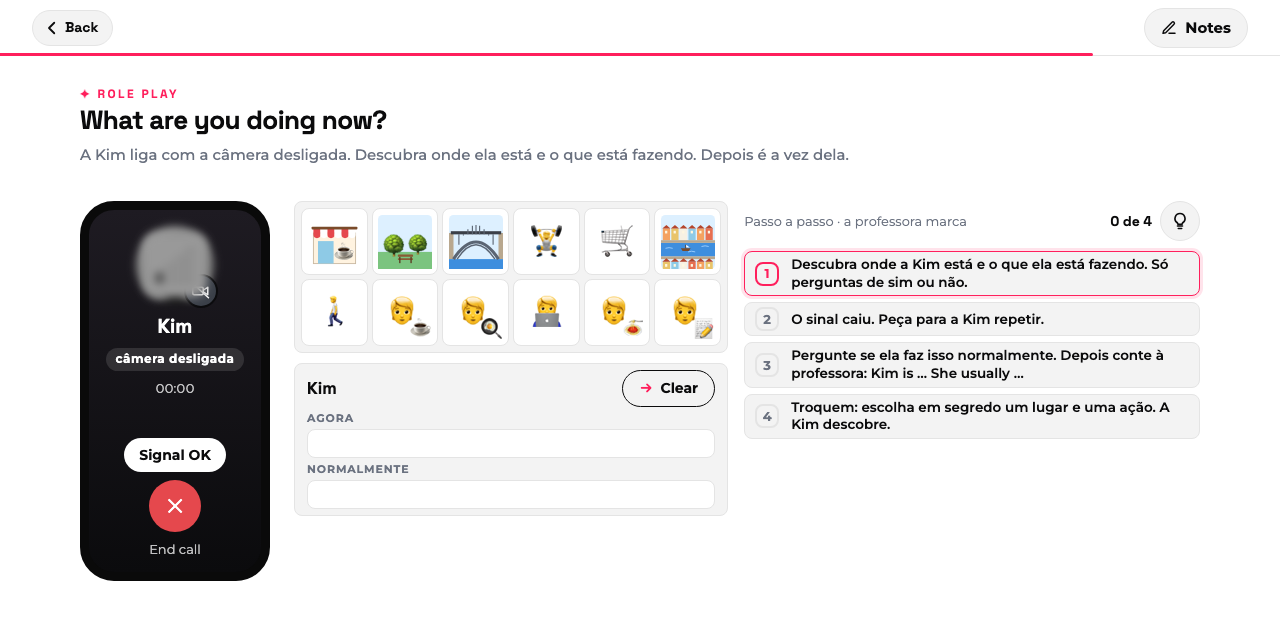 Back
Notes
ROLE PLAY
What are you doing now?
A Kim liga com a câmera desligada. Descubra onde ela está e o que está fazendo. Depois é a vez dela.
Kim
câmera desligada
00:00
Signal OK
End call
Kim
Clear
AGORA
NORMALMENTE
Passo a passo · a professora marca
0 de 4
1
Descubra onde a Kim está e o que ela está fazendo. Só
perguntas de sim ou não.
2
O sinal caiu. Peça para a Kim repetir.
3
Pergunte se ela faz isso normalmente. Depois conte à
professora: Kim is ... She usually ...
4
Troquem: escolha em segredo um lugar e uma ação. A
Kim descobre.